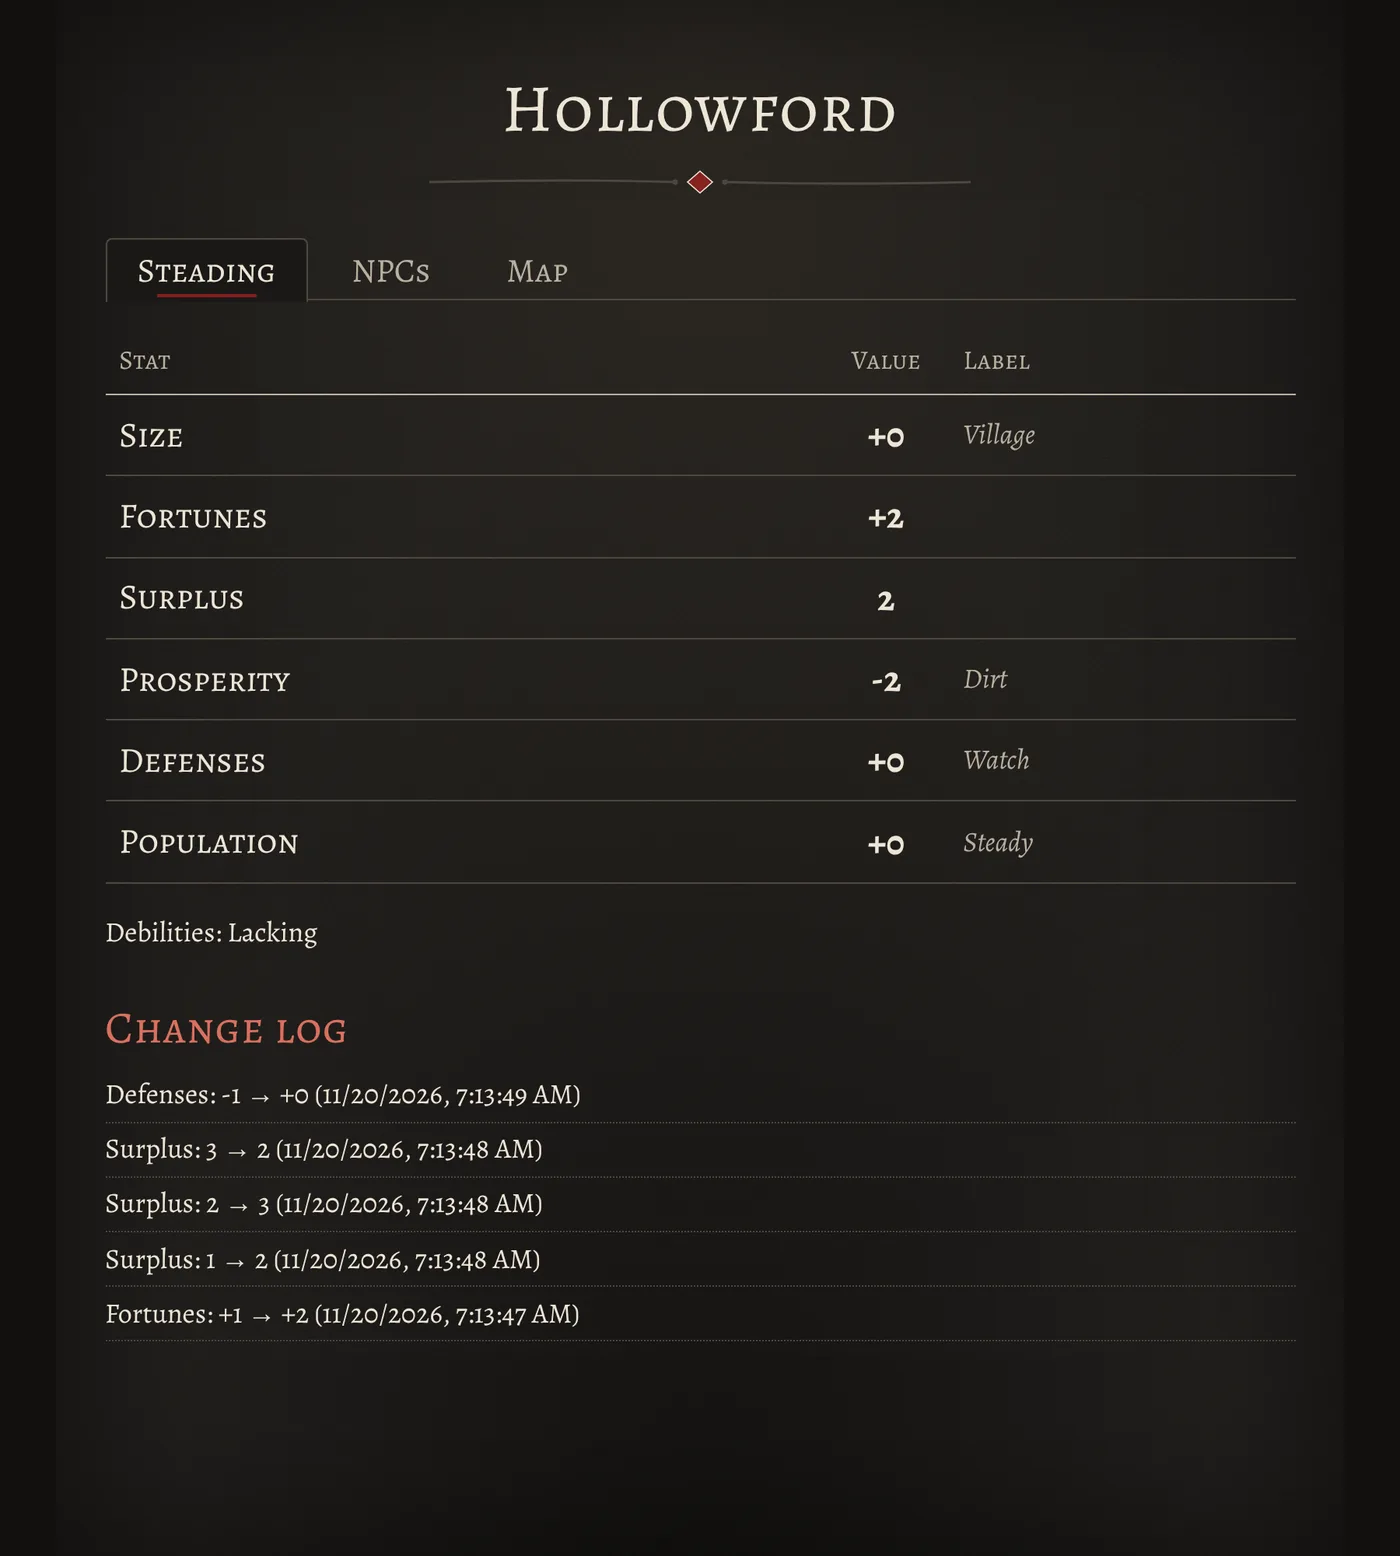 Hollowford
Steading NPCs Map
Stat Value Label
Size +0 Village
Fortunes +2
Surplus 2
Prosperity -2 Dirt
Defenses +0 Watch
Population +0 Steady
Debilities: Lacking
Change log
Defenses: -1 → +0 (11/20/2026, 7:13:49 AM)
Surplus: 3 → 2 (11/20/2026, 7:13:48 AM)
Surplus: 2 → 3 (11/20/2026, 7:13:48 AM)
Surplus: 1 → 2 (11/20/2026, 7:13:48 AM)
Fortunes: +1 → +2 (11/20/2026, 7:13:47 AM)